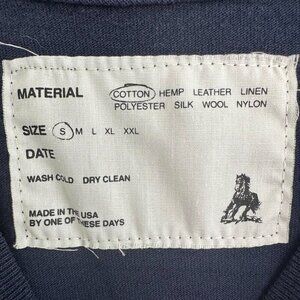 MATERIAL
COTTON HEMP LEATHER LINEN
POLYESTER SILK WOOL NYLON
SIZE S M L XL XXL
DATE
WASH COLD DRY CLEAN
MADE IN THE USA
BY ONE OF THESE DAYS